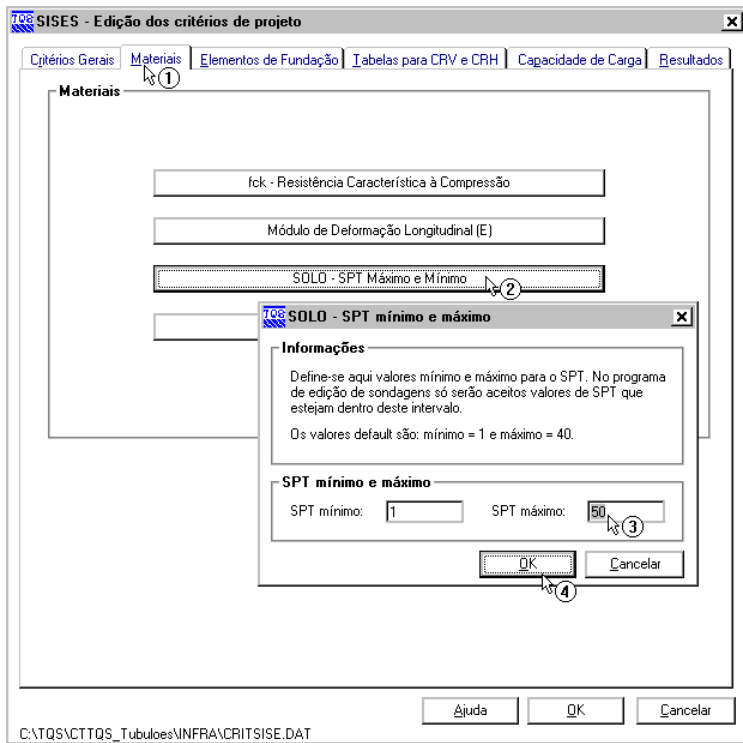 TQS SISES - Edição dos critérios de projeto
Critérios Gerais Materiais Elementos de Fundação Tabelas para CRV e CRH Capacidade de Carga Resultados
1
Materiais
fck - Resistência Característica à Compressão
Módulo de Deformação Longitudinal (E)
SOLO - SPT Máximo e Mínimo
2
TQS SOLO - SPT mínimo e máximo
Informações
Define-se aqui valores mínimo e máximo para o SPT. No programa
de edição de sondagens só serão aceitos valores de SPT que
estejam dentro deste intervalo.
Os valores default são: mínimo = 1 e máximo = 40.
SPT mínimo e máximo
SPT mínimo: 1 SPT máximo: 50
3
OK Cancelar
4
Ajuda OK Cancelar
C:\TQS\CTTQS_Tubuloes\INFRA\CRITSISE.DAT